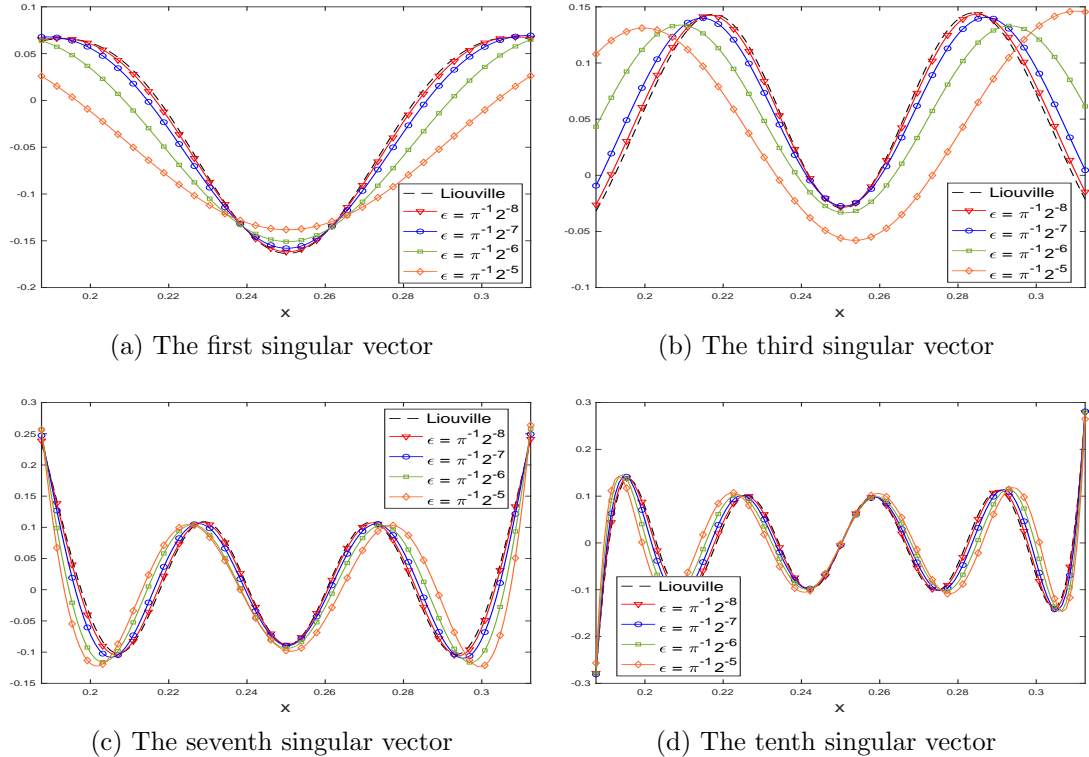 0.1
0.05
0
-0.05
-0.1
-0.15
-0.2
0.2 0.22 0.24 0.26 0.28 0.3
x
Liouville
ϵ = π⁻¹2⁻⁸
ϵ = π⁻¹2⁻⁷
ϵ = π⁻¹2⁻⁶
ϵ = π⁻¹2⁻⁵
(a) The first singular vector
0.15
0.1
0.05
0
-0.05
0.1
0.2 0.22 0.24 0.26 0.28 0.3
x
Liouville
ϵ = π⁻¹2⁻⁸
ϵ = π⁻¹2⁻⁷
ϵ = π⁻¹2⁻⁶
ϵ = π⁻¹2⁻⁵
(b) The third singular vector
0.3
0.25
0.2
0.15
0.1
0.05
0
-0.05
-0.1
-0.15
0.2 0.22 0.24 0.26 0.28 0.3
x
Liouville
ϵ = π⁻¹2⁻⁸
ϵ = π⁻¹2⁻⁷
ϵ = π⁻¹2⁻⁶
ϵ = π⁻¹2⁻⁵
(c) The seventh singular vector
0.3
0.2
0.1
0
-0.1
-0.2
-0.3
0.2 0.22 0.24 0.26 0.28 0.3
x
Liouville
ϵ = π⁻¹2⁻⁸
ϵ = π⁻¹2⁻⁷
ϵ = π⁻¹2⁻⁶
ϵ = π⁻¹2⁻⁵
(d) The tenth singular vector